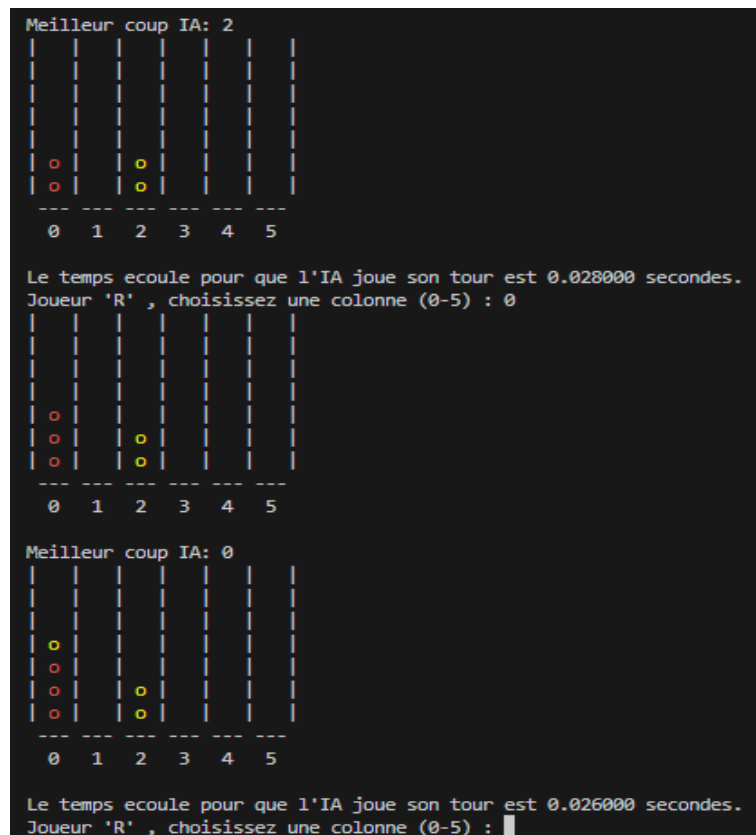 Meilleur coup IA: 2
|   |   |   |   |   |   |
|   |   |   |   |   |   |
|   |   |   |   |   |   |
|   |   |   |   |   |   |
|   |   |   |   |   |   |
| o |   | o |   |   |   |
| o |   | o |   |   |   |
 --- --- --- --- --- ---
  0   1   2   3   4   5
Le temps ecoule pour que l'IA joue son tour est 0.028000 secondes.
Joueur 'R' , choisissez une colonne (0-5) : 0
|   |   |   |   |   |   |
|   |   |   |   |   |   |
|   |   |   |   |   |   |
|   |   |   |   |   |   |
| o |   |   |   |   |   |
| o |   | o |   |   |   |
| o |   | o |   |   |   |
 --- --- --- --- --- ---
  0   1   2   3   4   5
Meilleur coup IA: 0
|   |   |   |   |   |   |
|   |   |   |   |   |   |
|   |   |   |   |   |   |
| o |   |   |   |   |   |
| o |   |   |   |   |   |
| o |   | o |   |   |   |
| o |   | o |   |   |   |
 --- --- --- --- --- ---
  0   1   2   3   4   5
Le temps ecoule pour que l'IA joue son tour est 0.026000 secondes.
Joueur 'R' , choisissez une colonne (0-5) :